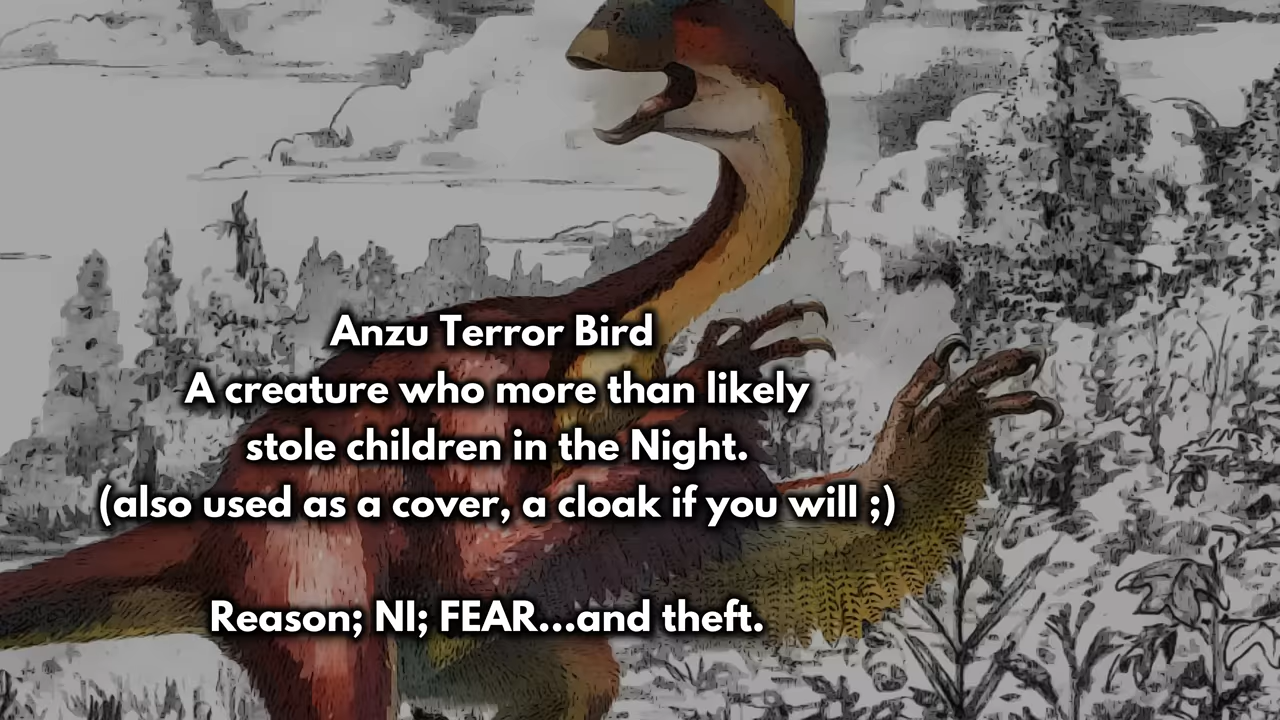 Anzu Terror Bird
A creature who more than likely
stole children in the Night.
(also used as a cover, a cloak if you will ;)
Reason; NI; FEAR...and theft.